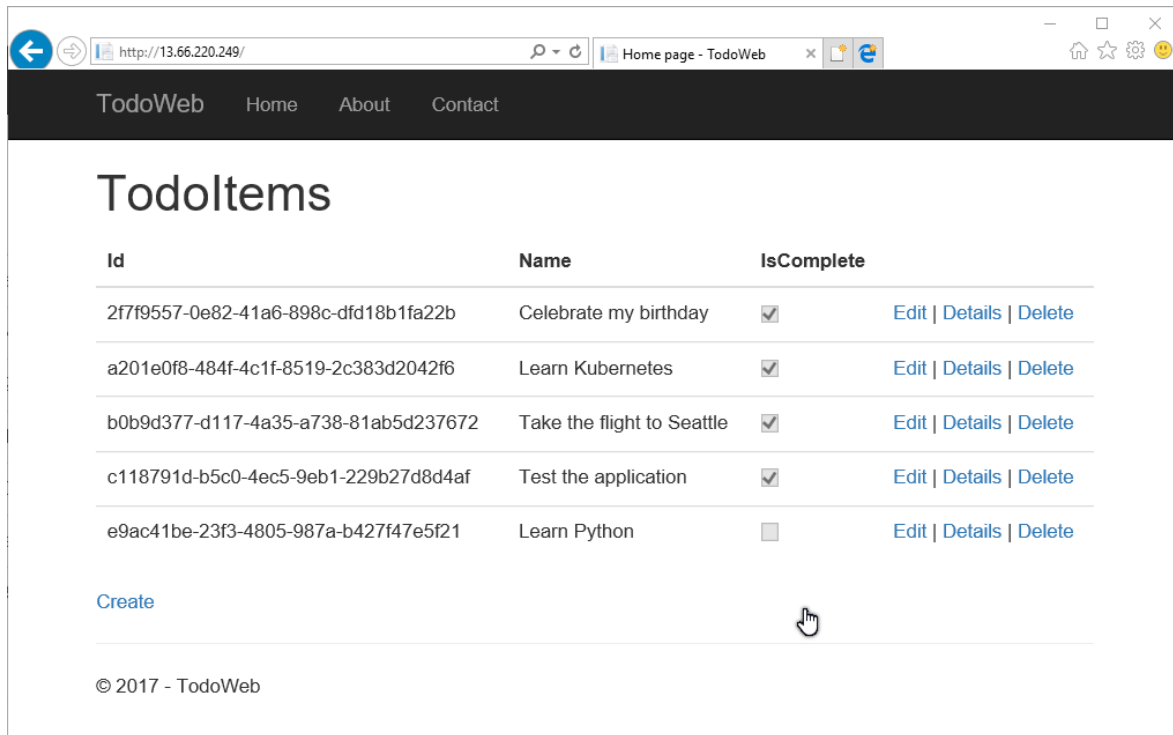 http://13.66.220.249/ Home page - TodoWeb
TodoWeb Home About Contact
TodoItems
Id Name IsComplete
2f7f9557-0e82-41a6-898c-dfd18b1fa22b Celebrate my birthday Edit | Details | Delete
a201e0f8-484f-4c1f-8519-2c383d2042f6 Learn Kubernetes Edit | Details | Delete
b0b9d377-d117-4a35-a738-81ab5d237672 Take the flight to Seattle Edit | Details | Delete
c118791d-b5c0-4ec5-9eb1-229b27d8d4af Test the application Edit | Details | Delete
e9ac41be-23f3-4805-987a-b427f47e5f21 Learn Python Edit | Details | Delete
Create
© 2017 - TodoWeb